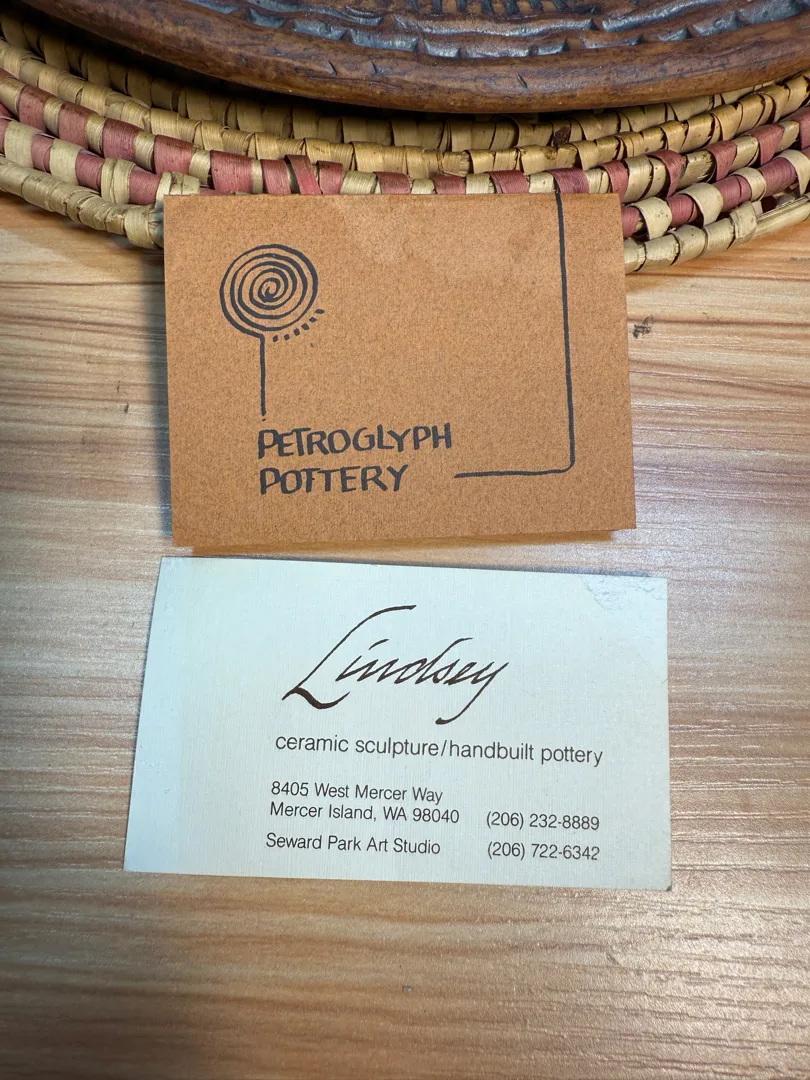 PETROGLYPH
POTTERY
Lindsey
ceramic sculpture/handbuilt pottery
8405 West Mercer Way
Mercer Island, WA 98040 (206) 232-8889
Seward Park Art Studio (206) 722-6342